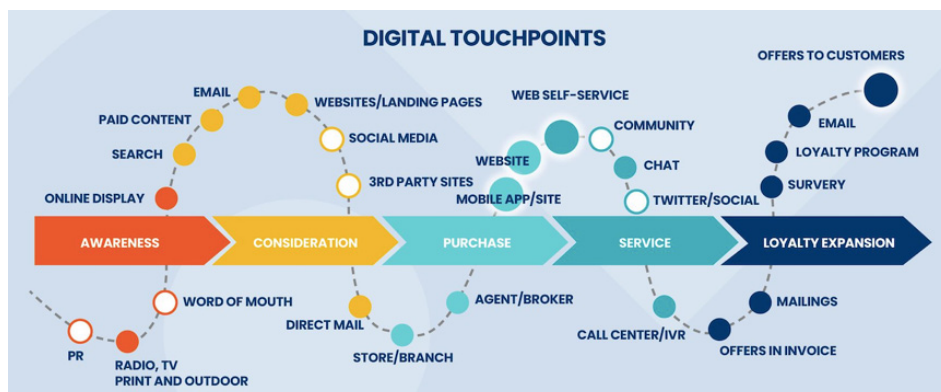 DIGITAL TOUCHPOINTS
OFFERS TO CUSTOMERS
EMAIL
WEBSITES/LANDING PAGES
WEB SELF-SERVICE
PAID CONTENT
EMAIL
SOCIAL MEDIA
COMMUNITY
SEARCH
LOYALTY PROGRAM
WEBSITE
CHAT
3RD PARTY SITES
SURVERY
ONLINE DISPLAY
MOBILE APP/SITE
TWITTER/SOCIAL
AWARENESS
CONSIDERATION
PURCHASE
SERVICE
LOYALTY EXPANSION
WORD OF MOUTH
AGENT/BROKER
MAILINGS
DIRECT MAIL
CALL CENTER/IVR
PR
STORE/BRANCH
OFFERS IN INVOICE
RADIO, TV
PRINT AND OUTDOOR